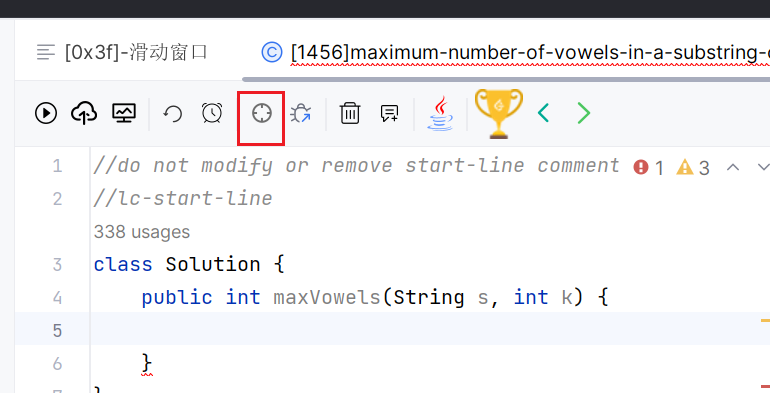 [0x3f]-滑动窗口
[1456]maximum-number-of-vowels-in-a-substring-
1 //do not modify or remove start-line comment 1 3
2 //lc-start-line
338 usages
3 class Solution {
4 public int maxVowels(String s, int k) {
5
6 }